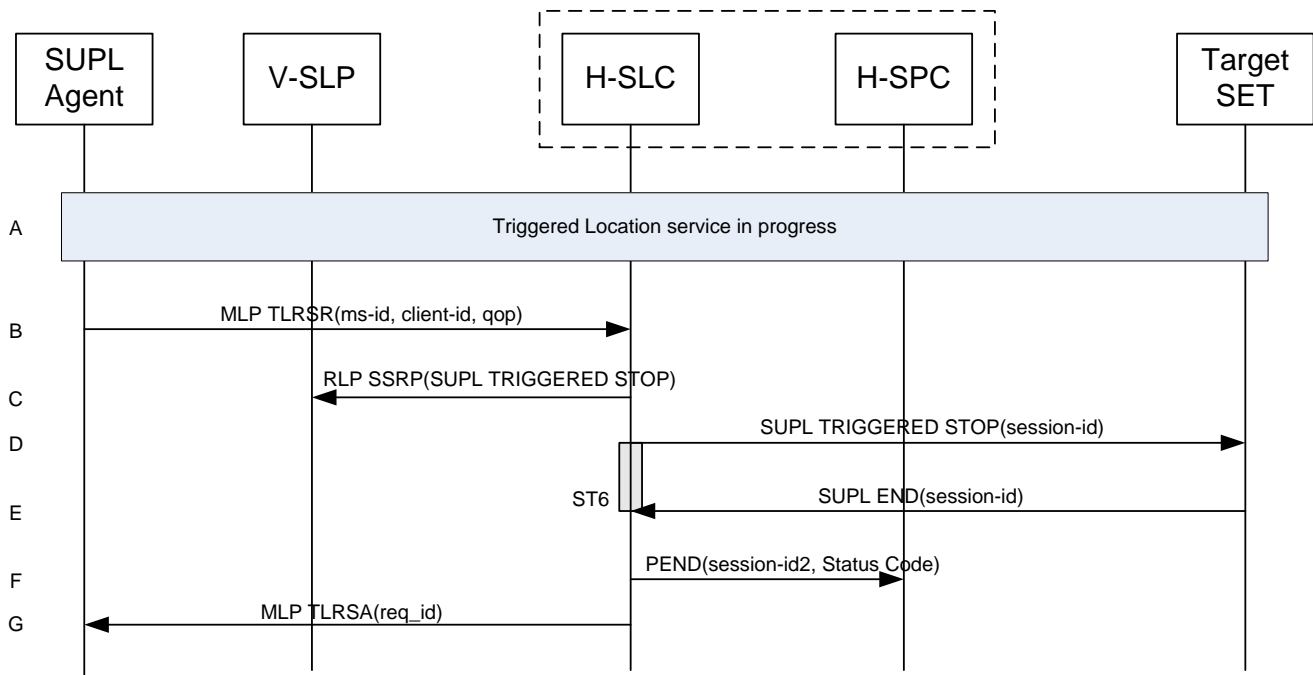 SUPL
Agent
V-SLP
H-SLC
H-SPC
Target
SET
A
Triggered Location service in progress
B
MLP TLRSR(ms-id, client-id, qop)
C
RLP SSRP(SUPL TRIGGERED STOP)
D
SUPL TRIGGERED STOP(session-id)
ST6
E
SUPL END(session-id)
F
PEND(session-id2, Status Code)
G
MLP TLRSA(req_id)